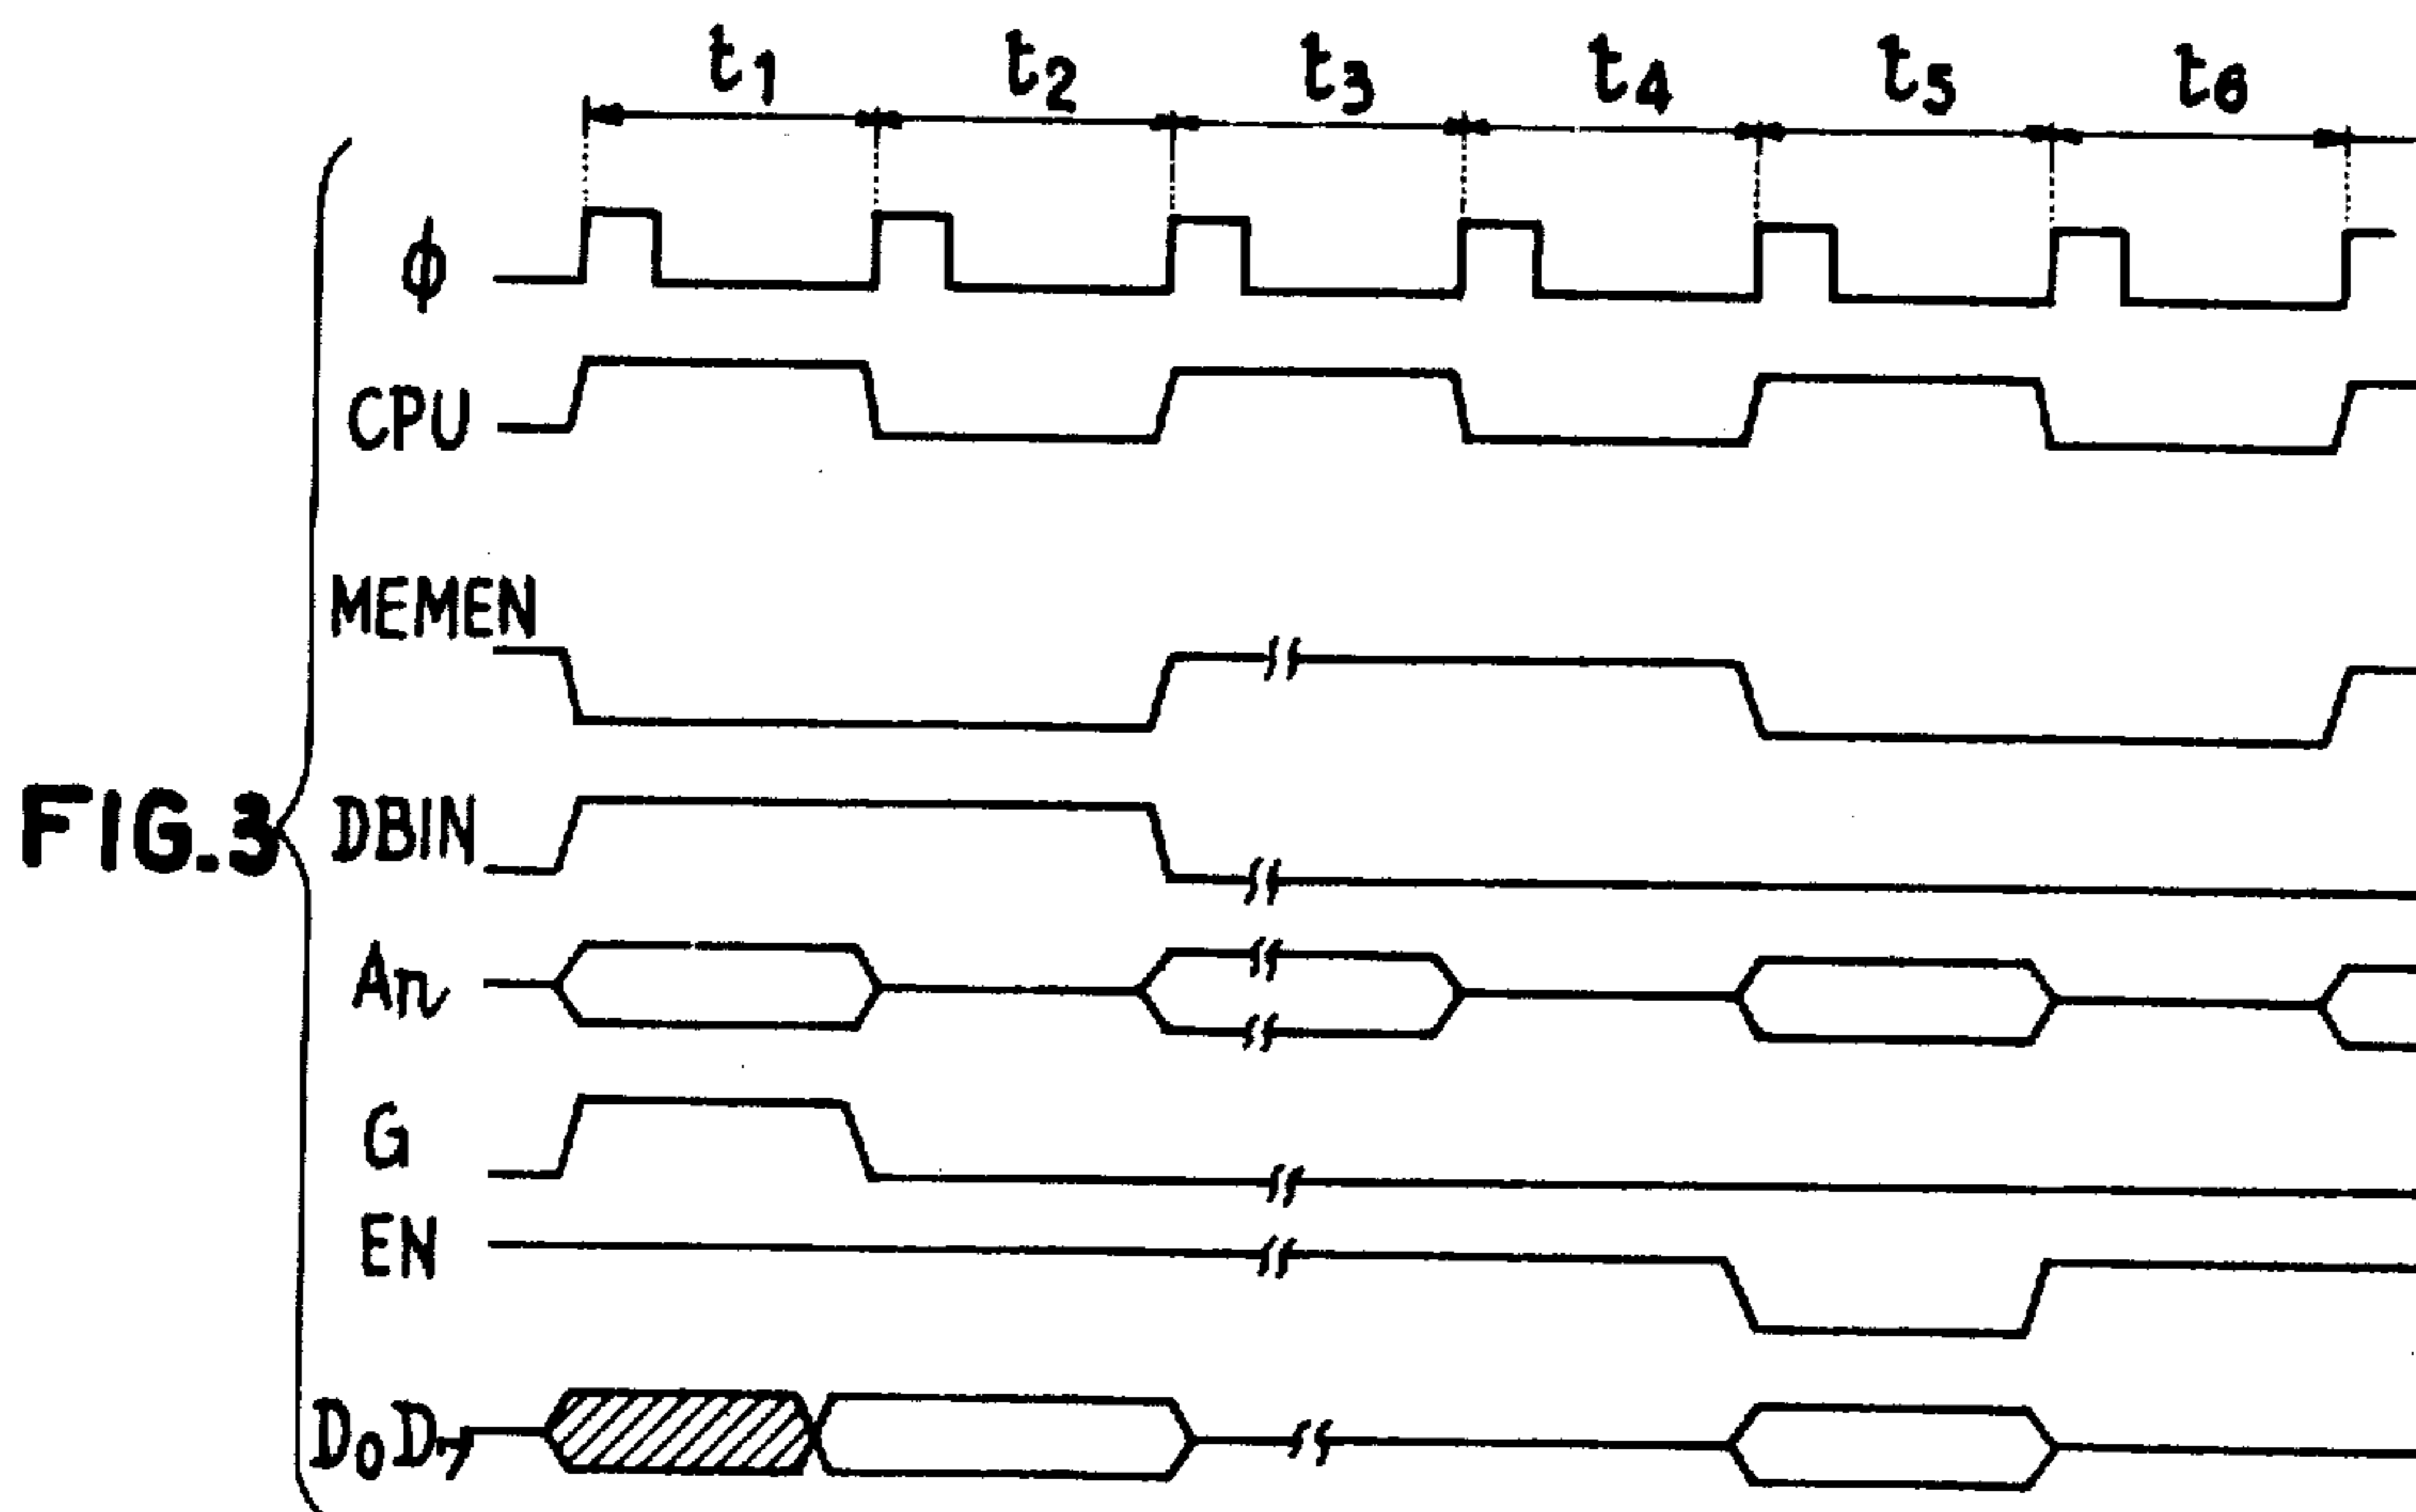 t1 t2 t3 t4 t5 t6
ϕ
CPU
MEMEN
FIG.3
DBIN
An
G
EN
D0D7